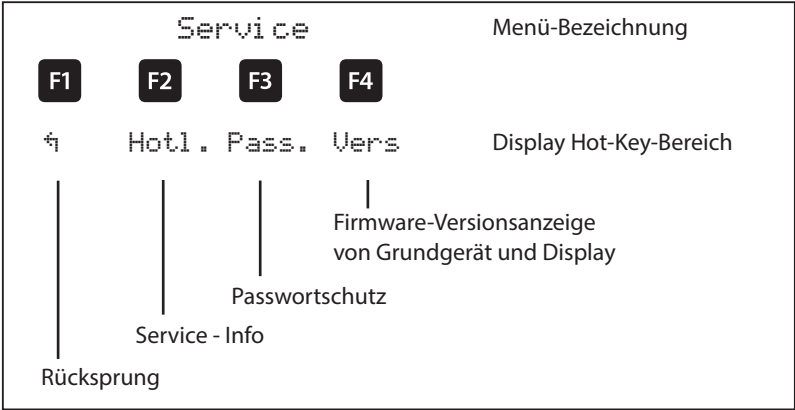 Service Menü-Bezeichnung
F1 F2 F3 F4
↰ Hotl. Pass. Vers Display Hot-Key-Bereich
Firmware-Versionsanzeige
von Grundgerät und Display
Passwortschutz
Service - Info
Rücksprung